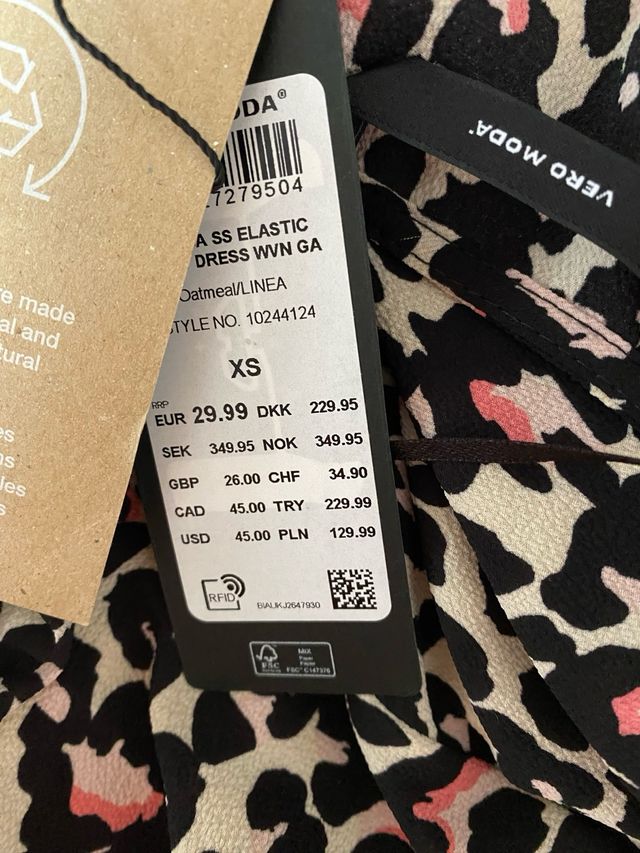 DA®
7279504
A SS ELASTIC
DRESS WVN GA
Oatmeal/LINEA
STYLE NO. 10244124
XS
RRP
EUR 29.99 DKK 229.95
SEK 349.95 NOK 349.95
GBP 26.00 CHF 34.90
CAD 45.00 TRY 229.99
USD 45.00 PLN 129.99
RFID
BIAUKJ2647930
FSC
MIX
Paper
FSC® C147376
VERO MODA
re made
al and
tural
es
ns
les
s